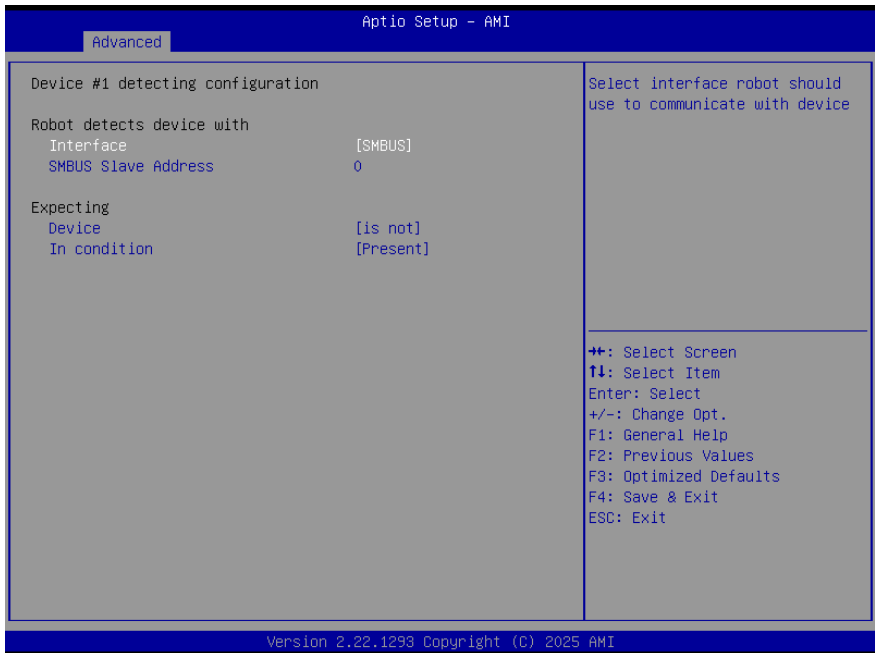 Aptio Setup – AMI
Advanced
Device #1 detecting configuration
Robot detects device with
Interface [SMBUS]
SMBUS Slave Address 0
Expecting
Device [is not]
In condition [Present]
Select interface robot should
use to communicate with device
→←: Select Screen
↑↓: Select Item
Enter: Select
+/-: Change Opt.
F1: General Help
F2: Previous Values
F3: Optimized Defaults
F4: Save & Exit
ESC: Exit
Version 2.22.1293 Copyright (C) 2025 AMI